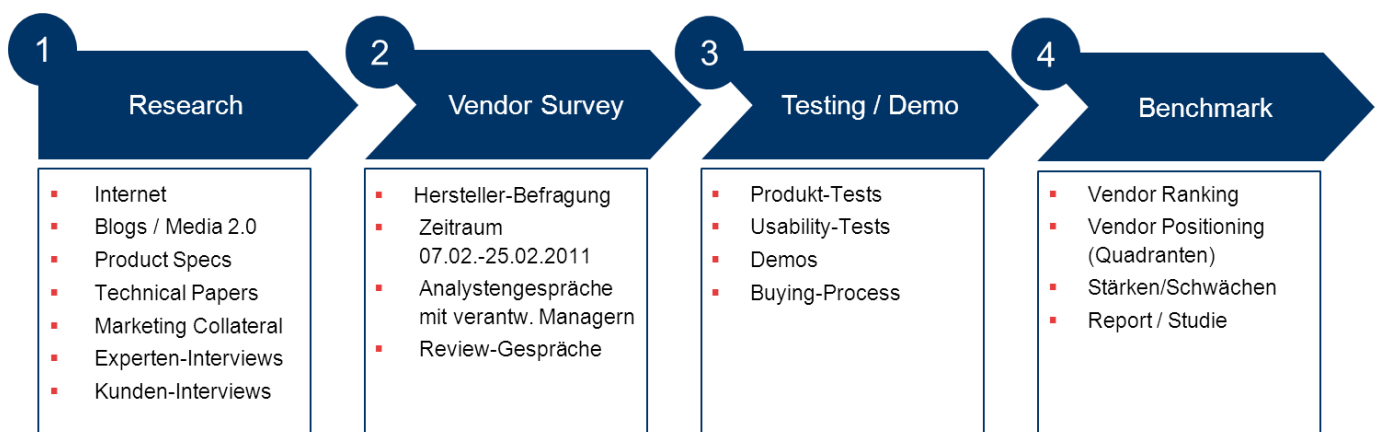 1
Research
Internet
Blogs / Media 2.0
Product Specs
Technical Papers
Marketing Collateral
Experten-Interviews
Kunden-Interviews
2
Vendor Survey
Hersteller-Befragung
Zeitraum
07.02.-25.02.2011
Analystengespräche
mit verantw. Managern
Review-Gespräche
3
Testing / Demo
Produkt-Tests
Usability-Tests
Demos
Buying-Process
4
Benchmark
Vendor Ranking
Vendor Positioning
(Quadranten)
Stärken/Schwächen
Report / Studie